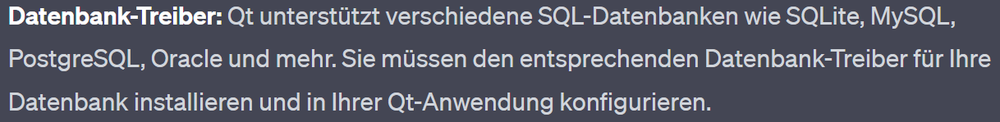 Datenbank-Treiber: Qt unterstützt verschiedene SQL-Datenbanken wie SQLite, MySQL,
PostgreSQL, Oracle und mehr. Sie müssen den entsprechenden Datenbank-Treiber für Ihre
Datenbank installieren und in Ihrer Qt-Anwendung konfigurieren.